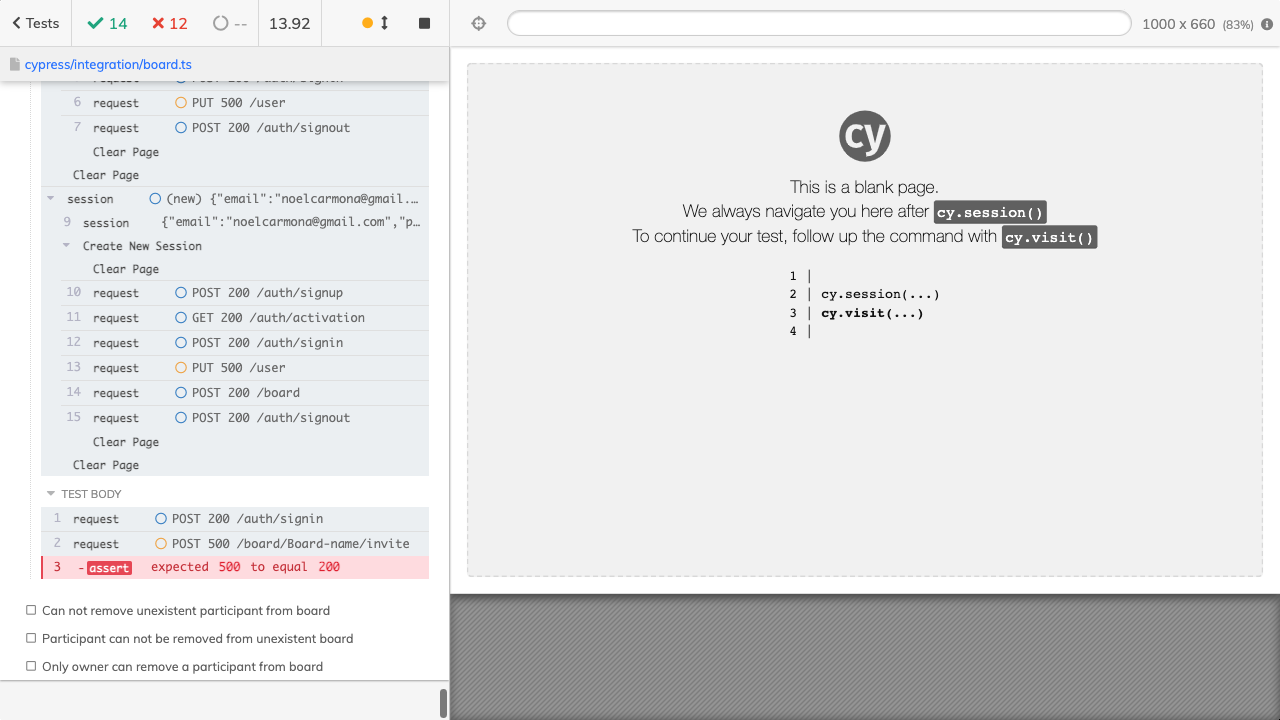 Tests 14 12 -- 13.92
1000 x 660 (83%)
cypress/integration/board.ts
6 request PUT 500 /user
7 request POST 200 /auth/signout
Clear Page
Clear Page
session (new) {"email":"noelcarmona@gmail.…
9 session {"email":"noelcarmona@gmail.com","p…
Create New Session
Clear Page
10 request POST 200 /auth/signup
11 request GET 200 /auth/activation
12 request POST 200 /auth/signin
13 request PUT 500 /user
14 request POST 200 /board
15 request POST 200 /auth/signout
Clear Page
Clear Page
TEST BODY
1 request POST 200 /auth/signin
2 request POST 500 /board/Board-name/invite
3 -assert expected 500 to equal 200
Can not remove unexistent participant from board
Participant can not be removed from unexistent board
Only owner can remove a participant from board
cy
This is a blank page.
We always navigate you here after cy.session()
To continue your test, follow up the command with cy.visit()
1 |
2 | cy.session(...)
3 | cy.visit(...)
4 |